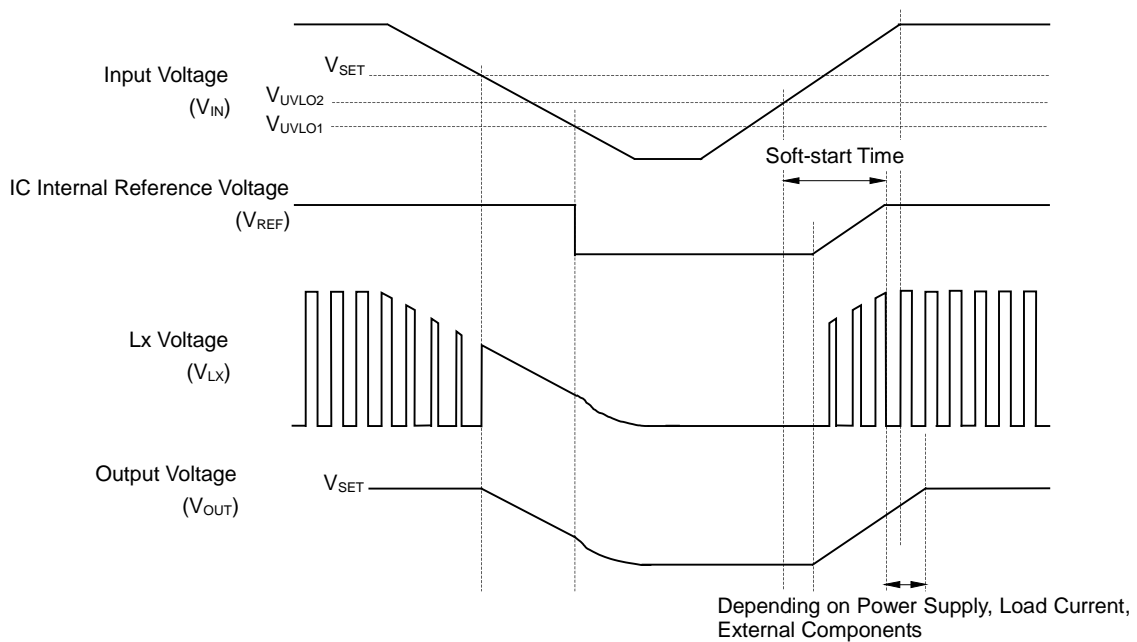 Input Voltage
(VIN)
VSET
VUVLO2
VUVLO1
Soft-start Time
IC Internal Reference Voltage
(VREF)
Lx Voltage
(VLX)
Output Voltage
(VOUT)
VSET
Depending on Power Supply, Load Current,
External Components